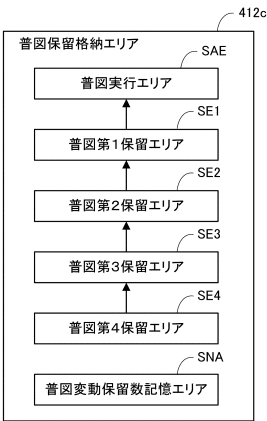 412c
普図保留格納エリア
SAE
普図実行エリア
SE1
普図第1保留エリア
SE2
普図第2保留エリア
SE3
普図第3保留エリア
SE4
普図第4保留エリア
SNA
普図変動保留数記憶エリア